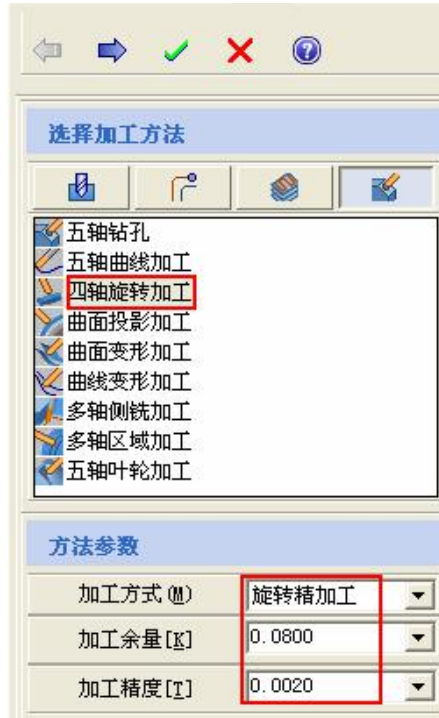 选择加工方法
五轴钻孔
五轴曲线加工
四轴旋转加工
曲面投影加工
曲面变形加工
曲线变形加工
多轴侧铣加工
多轴区域加工
五轴叶轮加工
方法参数
加工方式(M) 旋转精加工
加工余量[K] 0.0800
加工精度[T] 0.0020